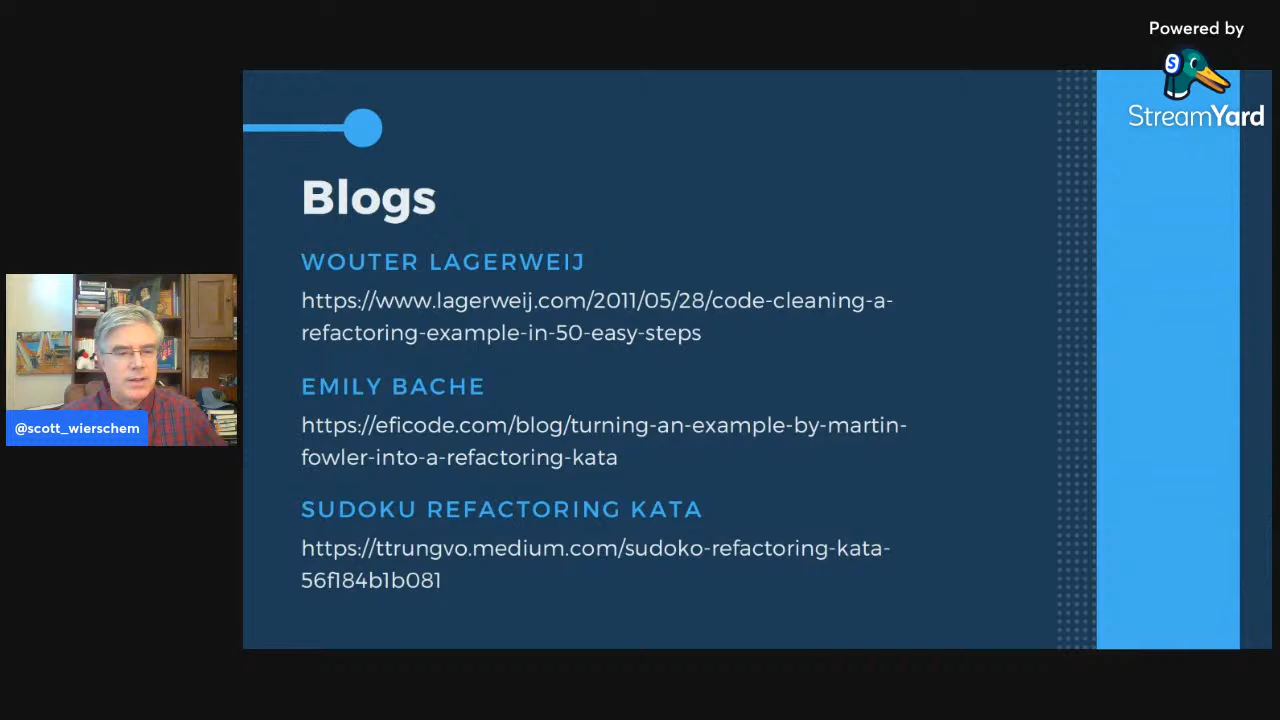 Powered by
StreamYard
Blogs
WOUTER LAGERWEIJ
https://www.lagerweij.com/2011/05/28/code-cleaning-a-
refactoring-example-in-50-easy-steps
EMILY BACHE
https://eficode.com/blog/turning-an-example-by-martin-
fowler-into-a-refactoring-kata
SUDOKU REFACTORING KATA
https://ttrungvo.medium.com/sudoko-refactoring-kata-
56f184b1b081
@scott_wierschem